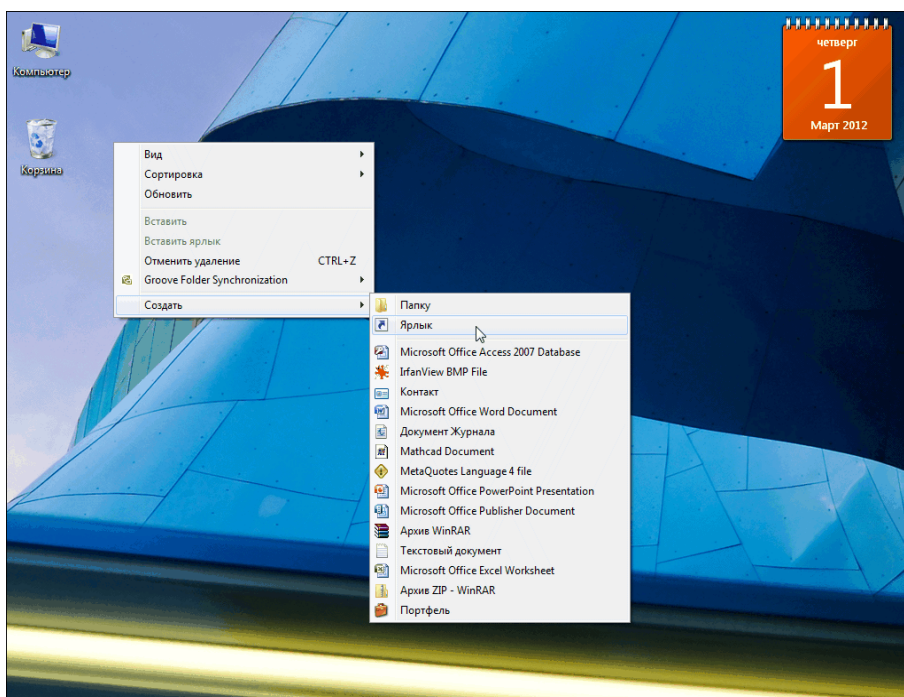 Компьютер
Корзина
четверг
1
Март 2012
Вид
Сортировка
Обновить
Вставить
Вставить ярлык
Отменить удаление CTRL+Z
Groove Folder Synchronization
Создать
Папку
Ярлык
Microsoft Office Access 2007 Database
IrfanView BMP File
Контакт
Microsoft Office Word Document
Документ Журнала
Mathcad Document
MetaQuotes Language 4 file
Microsoft Office PowerPoint Presentation
Microsoft Office Publisher Document
Архив WinRAR
Текстовый документ
Microsoft Office Excel Worksheet
Архив ZIP - WinRAR
Портфель